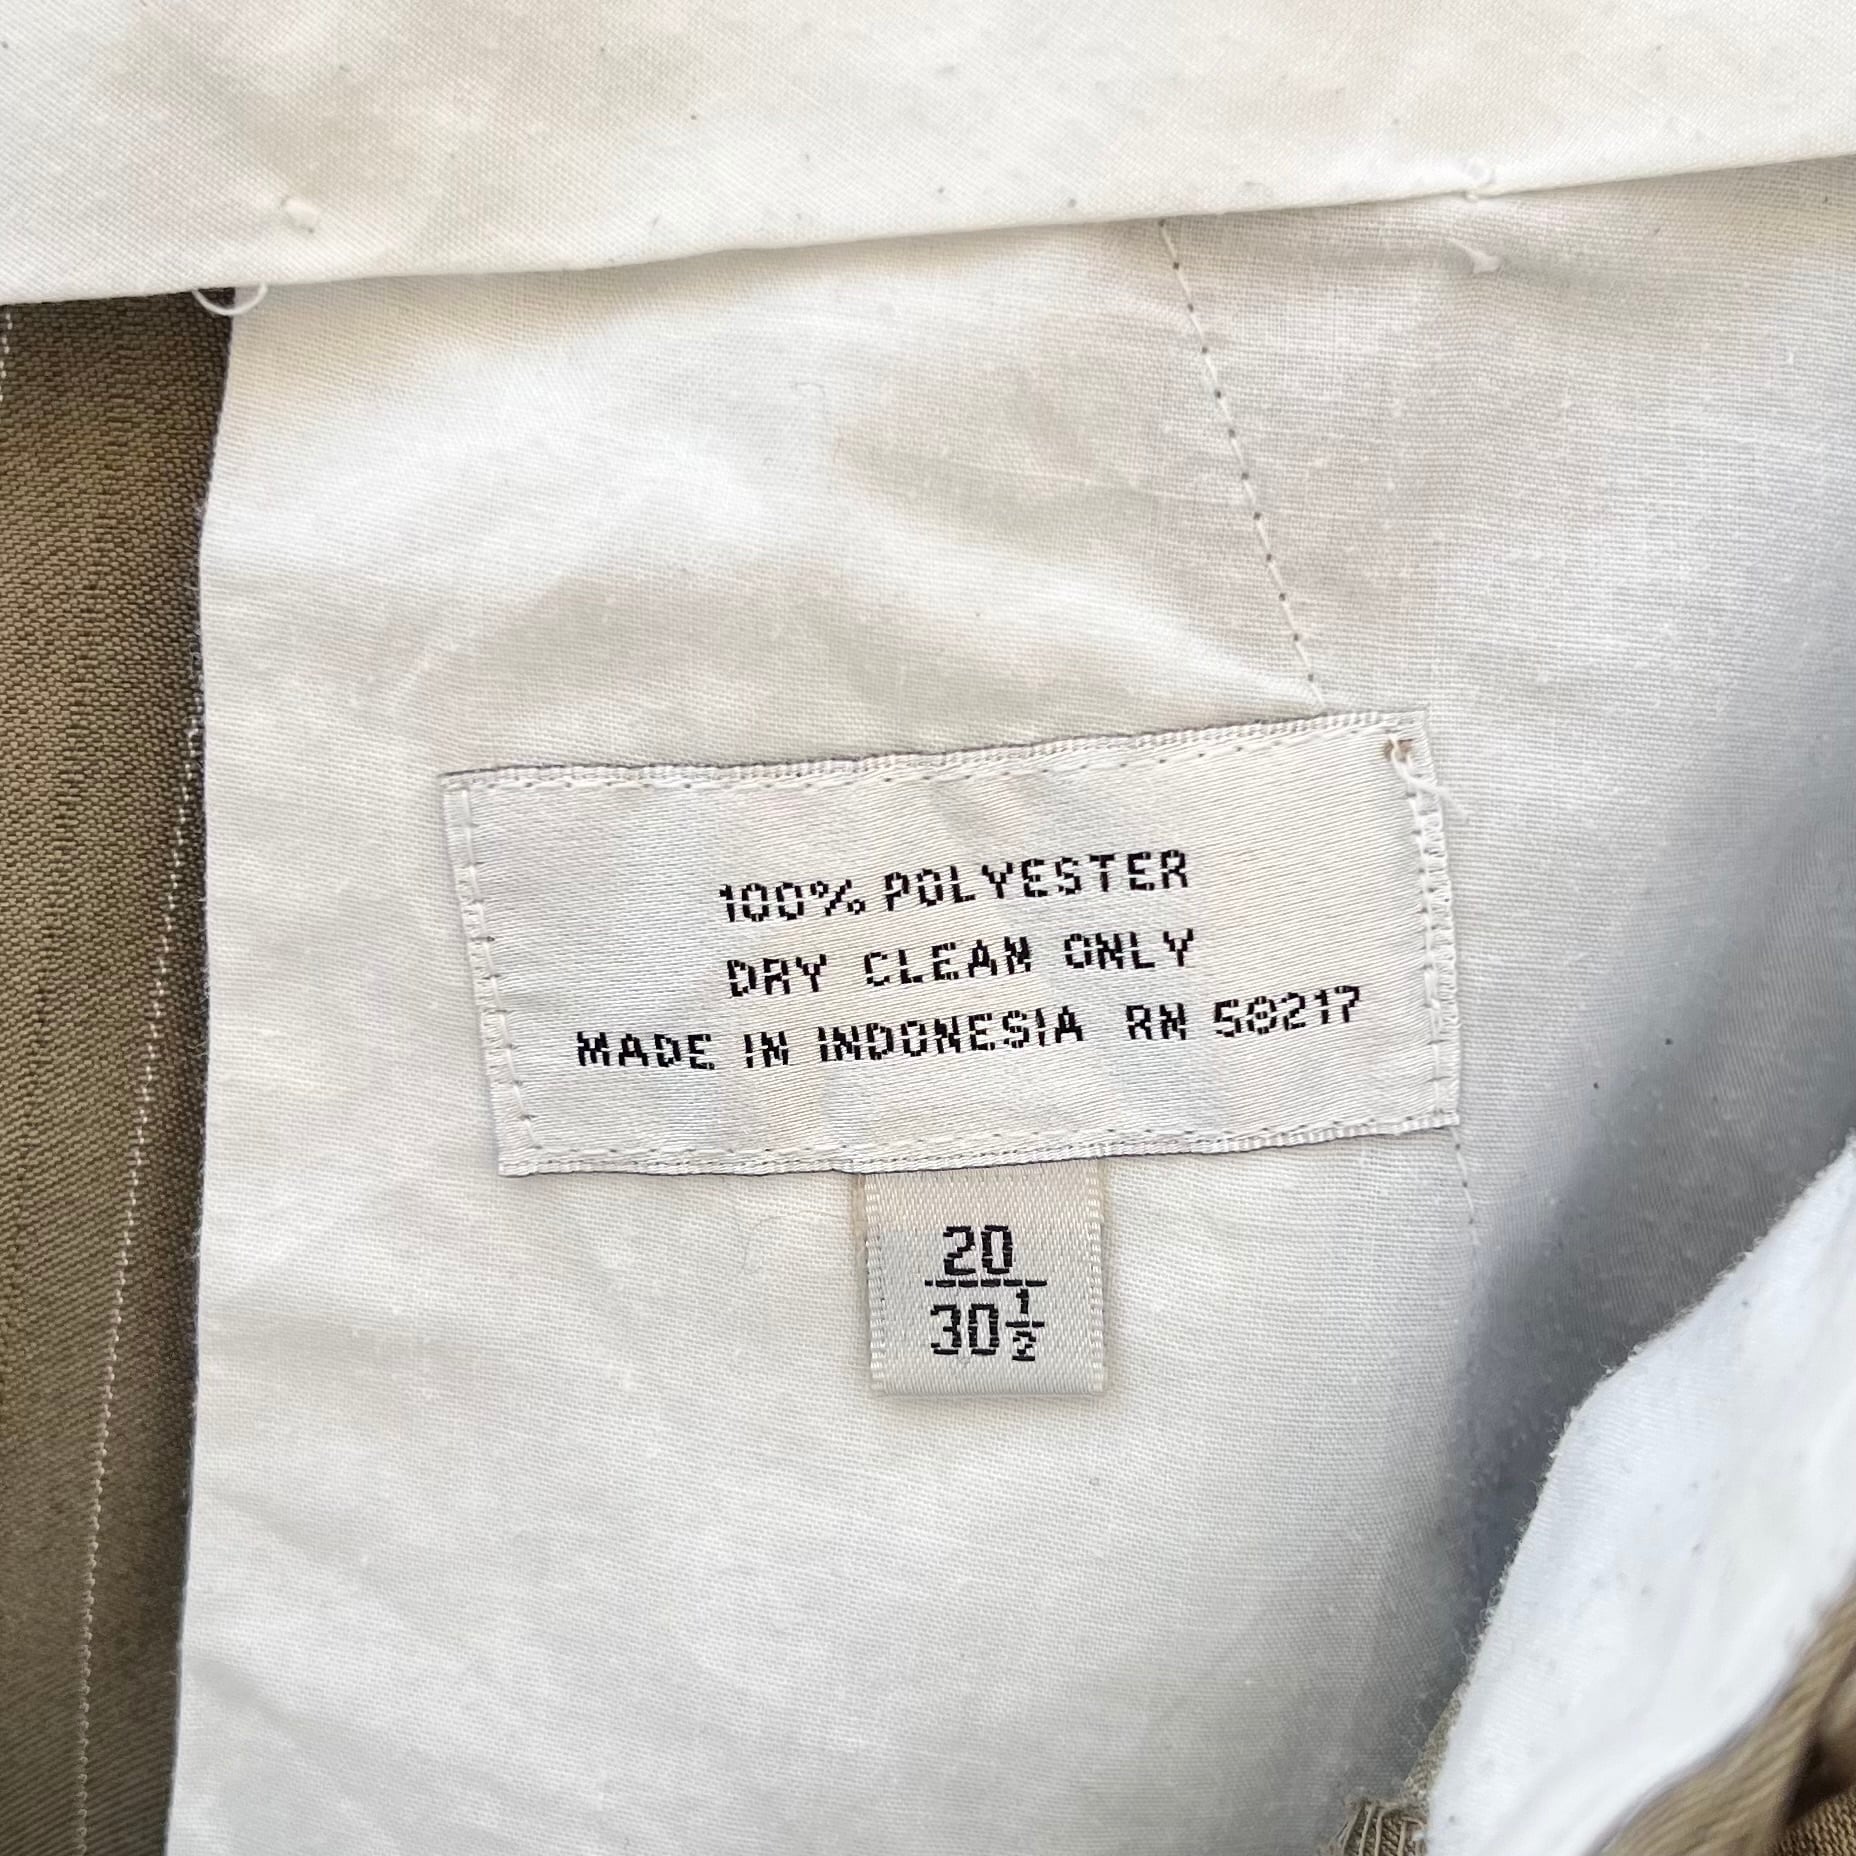 100% POLYESTER
DRY CLEAN ONLY
MADE IN INDONESIA RN 58217
20
30 1/2